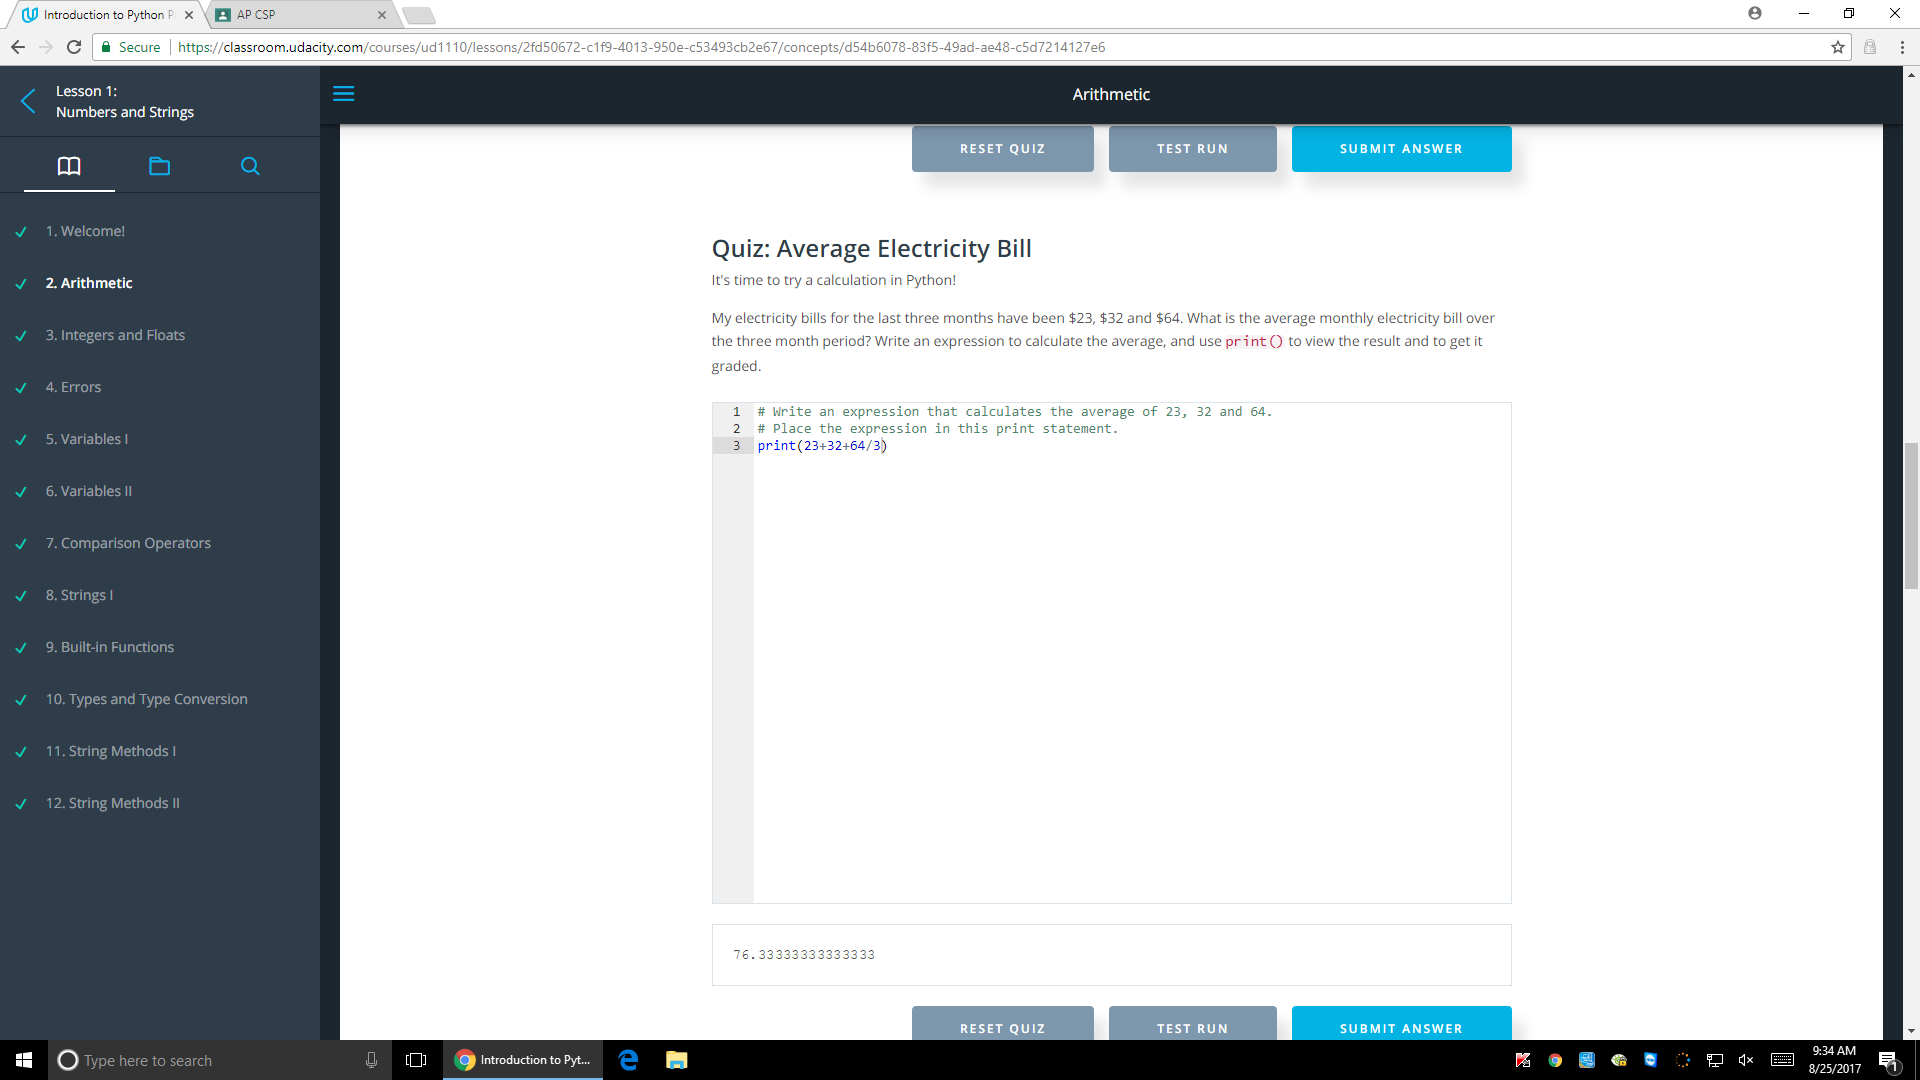 Introduction to Python P
AP CSP
Secure
https://classroom.udacity.com/courses/ud1110/lessons/2fd50672-c1f9-4013-950e-c53493cb2e67/concepts/d54b6078-83f5-49ad-ae48-c5d7214127e6
Lesson 1:
Numbers and Strings
Arithmetic
1. Welcome!
2. Arithmetic
3. Integers and Floats
4. Errors
5. Variables I
6. Variables II
7. Comparison Operators
8. Strings I
9. Built-in Functions
10. Types and Type Conversion
11. String Methods I
12. String Methods II
RESET QUIZ
TEST RUN
SUBMIT ANSWER
Quiz: Average Electricity Bill
It's time to try a calculation in Python!
My electricity bills for the last three months have been $23, $32 and $64. What is the average monthly electricity bill over
the three month period? Write an expression to calculate the average, and use print() to view the result and to get it
graded.
1 # Write an expression that calculates the average of 23, 32 and 64.
2 # Place the expression in this print statement.
3 print(23+32+64/3)
76.33333333333333
RESET QUIZ
TEST RUN
SUBMIT ANSWER
Type here to search
Introduction to Pyt...
9:34 AM
8/25/2017
1